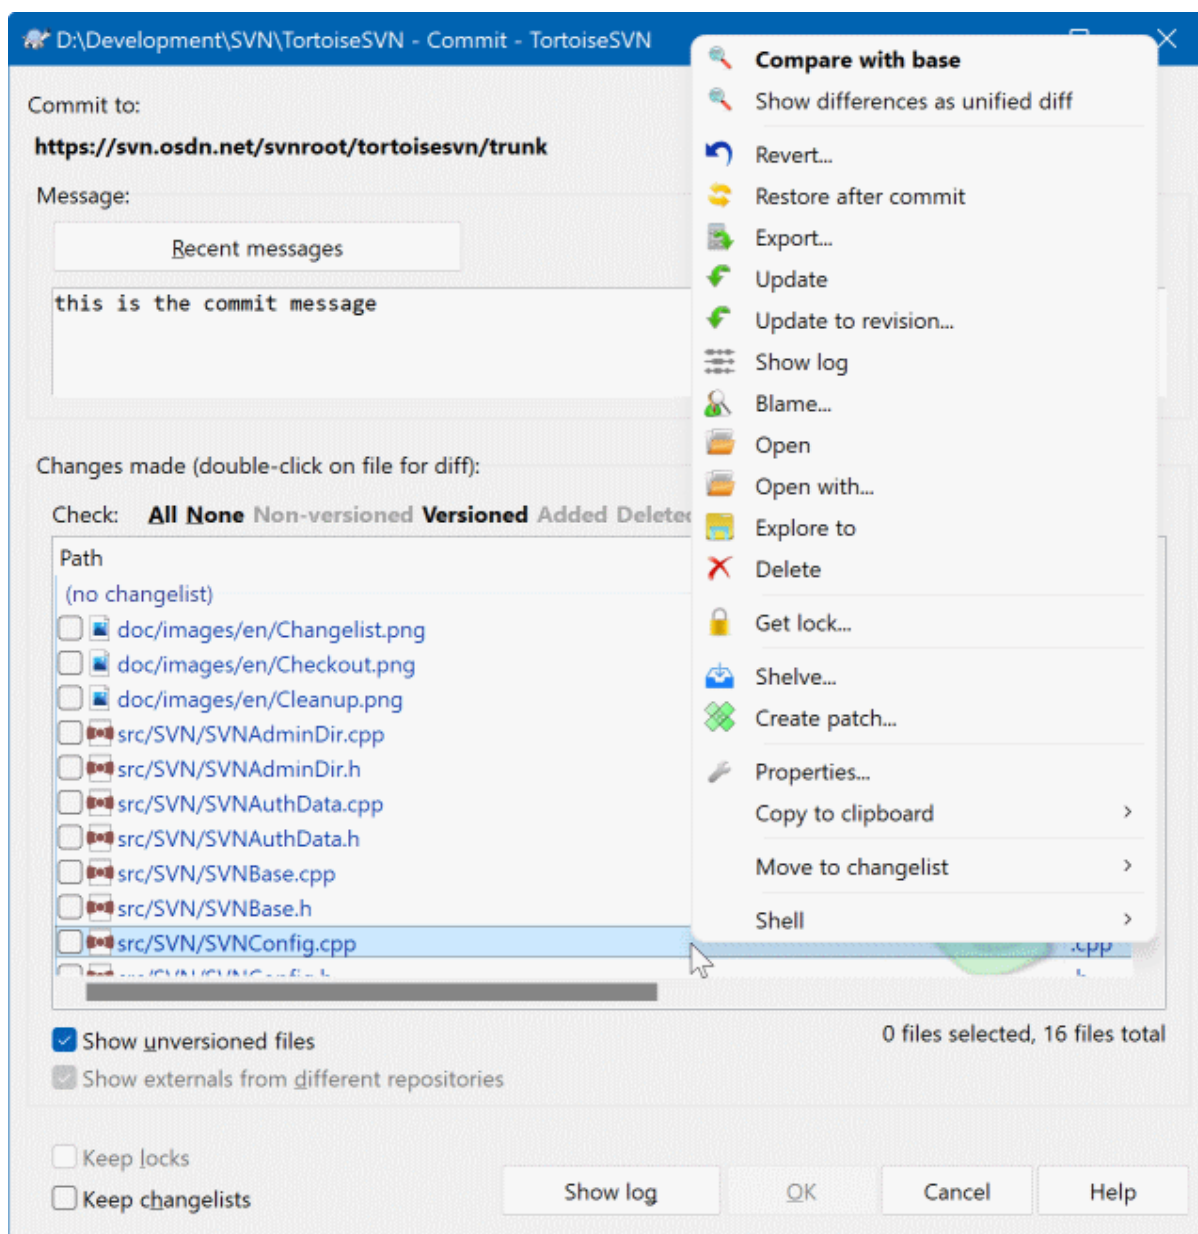 D:\Development\SVN\TortoiseSVN - Commit - TortoiseSVN
Commit to:
https://svn.osdn.net/svnroot/tortoisesvn/trunk
Message:
Recent messages
this is the commit message
Changes made (double-click on file for diff):
Check: All None Non-versioned Versioned Added Deleted
Path
(no changelist)
doc/images/en/Changelist.png
doc/images/en/Checkout.png
doc/images/en/Cleanup.png
src/SVN/SVNAdminDir.cpp
src/SVN/SVNAdminDir.h
src/SVN/SVNAuthData.cpp
src/SVN/SVNAuthData.h
src/SVN/SVNBase.cpp
src/SVN/SVNBase.h
src/SVN/SVNConfig.cpp .cpp
src/SVN/SVNConfig.h
0 files selected, 16 files total
Show unversioned files
Show externals from different repositories
Keep locks
Keep changelists
Show log
OK
Cancel
Help
Compare with base
Show differences as unified diff
Revert...
Restore after commit
Export...
Update
Update to revision...
Show log
Blame...
Open
Open with...
Explore to
Delete
Get lock...
Shelve...
Create patch...
Properties...
Copy to clipboard
Move to changelist
Shell